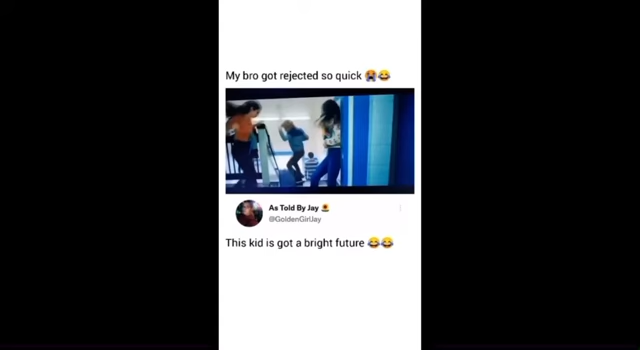 My bro got rejected so quick 😭😂
As Told By Jay 🌻
@GoldenGirlJay
This kid is got a bright future 😂😂